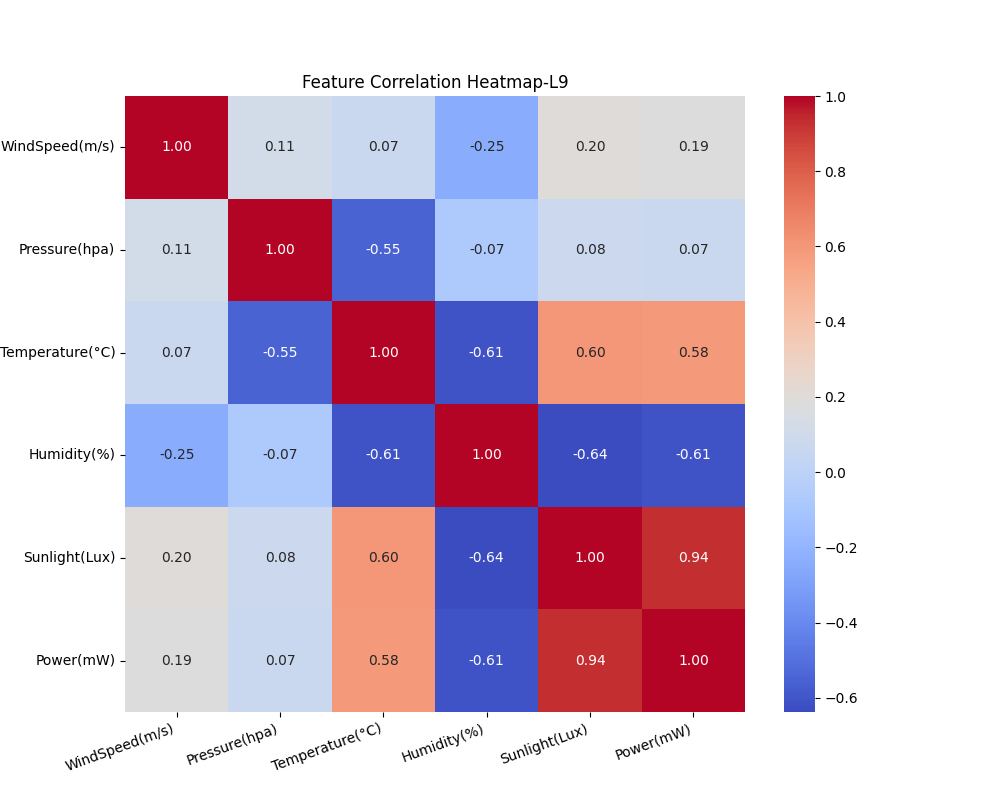 Feature Correlation Heatmap-L9
WindSpeed(m/s) 1.00 0.11 0.07 -0.25 0.20 0.19
Pressure(hpa) 0.11 1.00 -0.55 -0.07 0.08 0.07
Temperature(°C) 0.07 -0.55 1.00 -0.61 0.60 0.58
Humidity(%) -0.25 -0.07 -0.61 1.00 -0.64 -0.61
Sunlight(Lux) 0.20 0.08 0.60 -0.64 1.00 0.94
Power(mW) 0.19 0.07 0.58 -0.61 0.94 1.00
WindSpeed(m/s) Pressure(hpa) Temperature(°C) Humidity(%) Sunlight(Lux) Power(mW)
1.0
0.8
0.6
0.4
0.2
0.0
−0.2
−0.4
−0.6